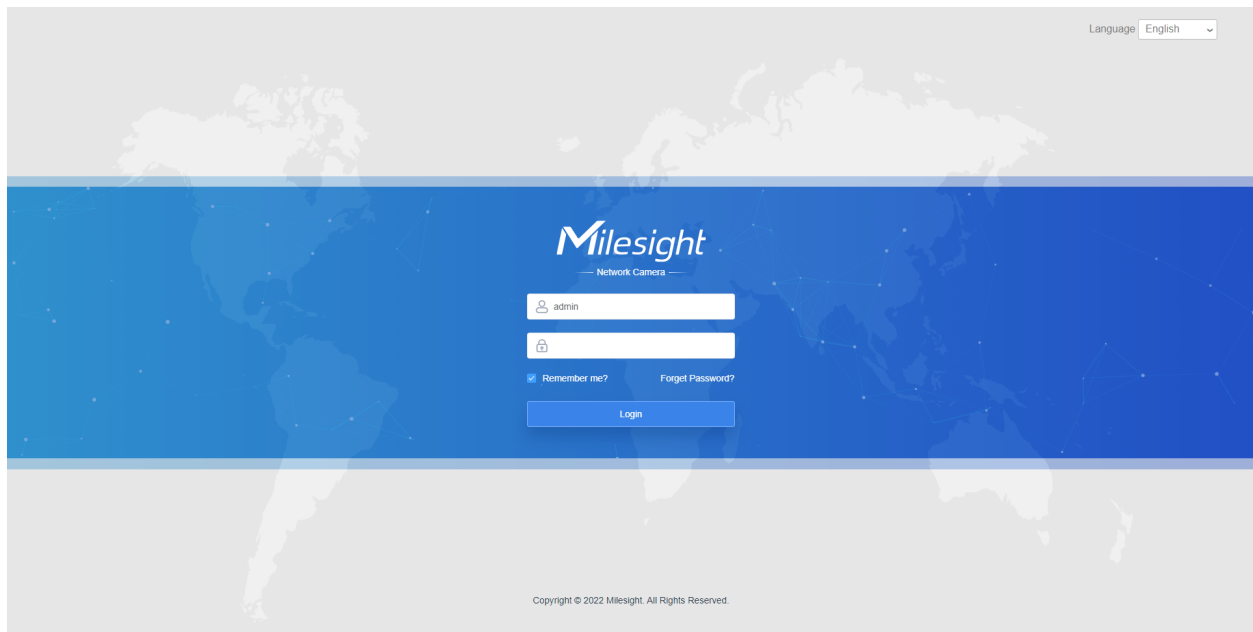 Language English
Milesight
Network Camera
admin
Remember me? Forget Password?
Login
Copyright © 2022 Milesight. All Rights Reserved.